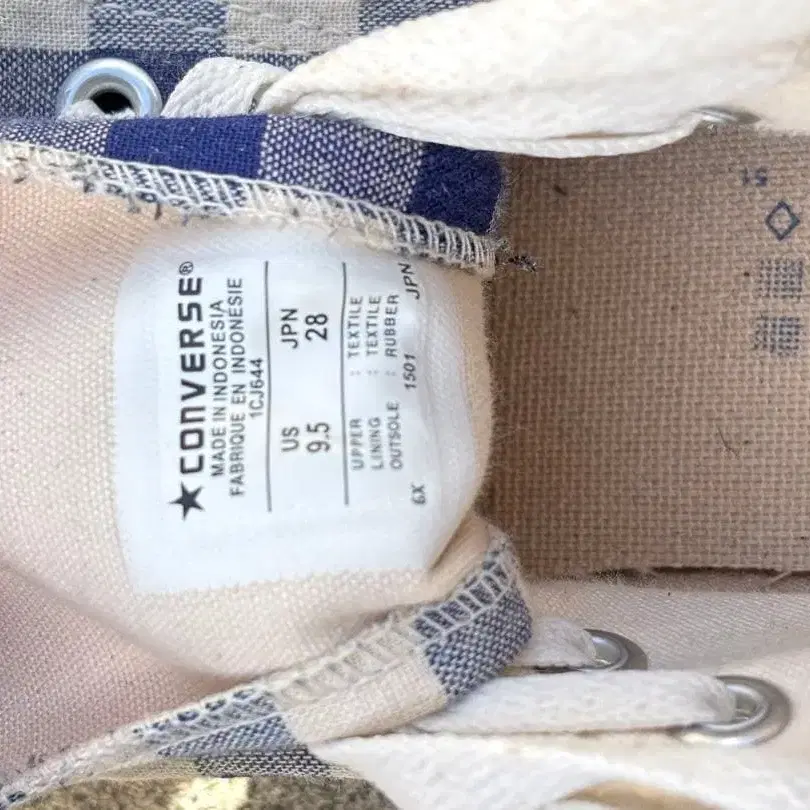 ★CONVERSE®
MADE IN INDONESIA
FABRIQUE EN INDONESIE
1CJ644
US JPN
9.5 28
UPPER : TEXTILE
LINING : TEXTILE
OUTSOLE : RUBBER
6X 1501 JPN
51